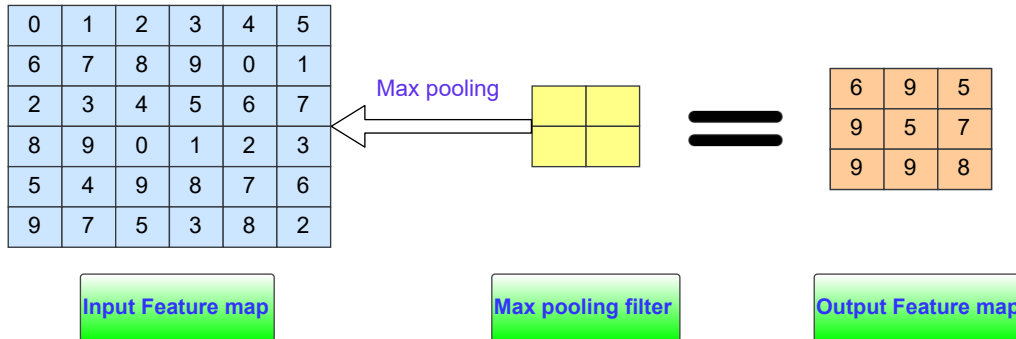 0 1 2 3 4 5
6 7 8 9 0 1
2 3 4 5 6 7
8 9 0 1 2 3
5 4 9 8 7 6
9 7 5 3 8 2
Max pooling
6 9 5
9 5 7
9 9 8
Input Feature map
Max pooling filter
Output Feature map